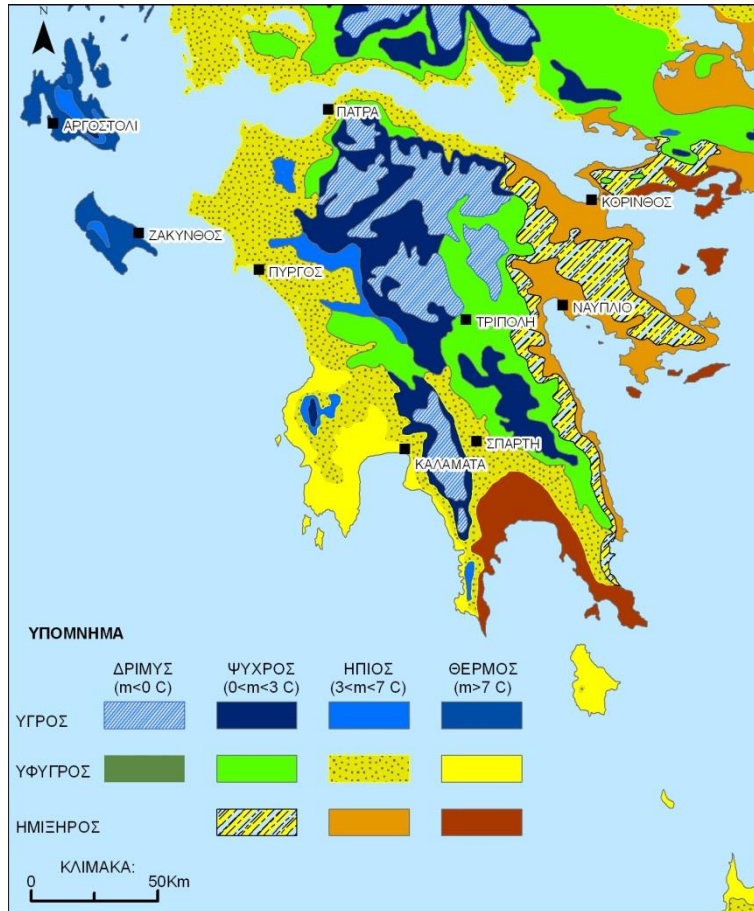 N
ΠΑΤΡΑ
ΑΡΓΟΣΤΟΛΙ
ΚΟΡΙΝΘΟΣ
ΖΑΚΥΝΘΟΣ
ΠΥΡΓΟΣ
ΝΑΥΠΛΙΟ
ΤΡΙΠΟΛΗ
ΣΠΑΡΤΗ
ΚΑΛΑΜΑΤΑ
ΥΠΟΜΝΗΜΑ
ΔΡΙΜΥΣ ΨΥΧΡΟΣ ΗΠΙΟΣ ΘΕΡΜΟΣ
(m<0 C) (0<m<3 C) (3<m<7 C) (m>7 C)
ΥΓΡΟΣ
ΥΦΥΓΡΟΣ
ΗΜΙΞΗΡΟΣ
ΚΛΙΜΑΚΑ:
0 50Km